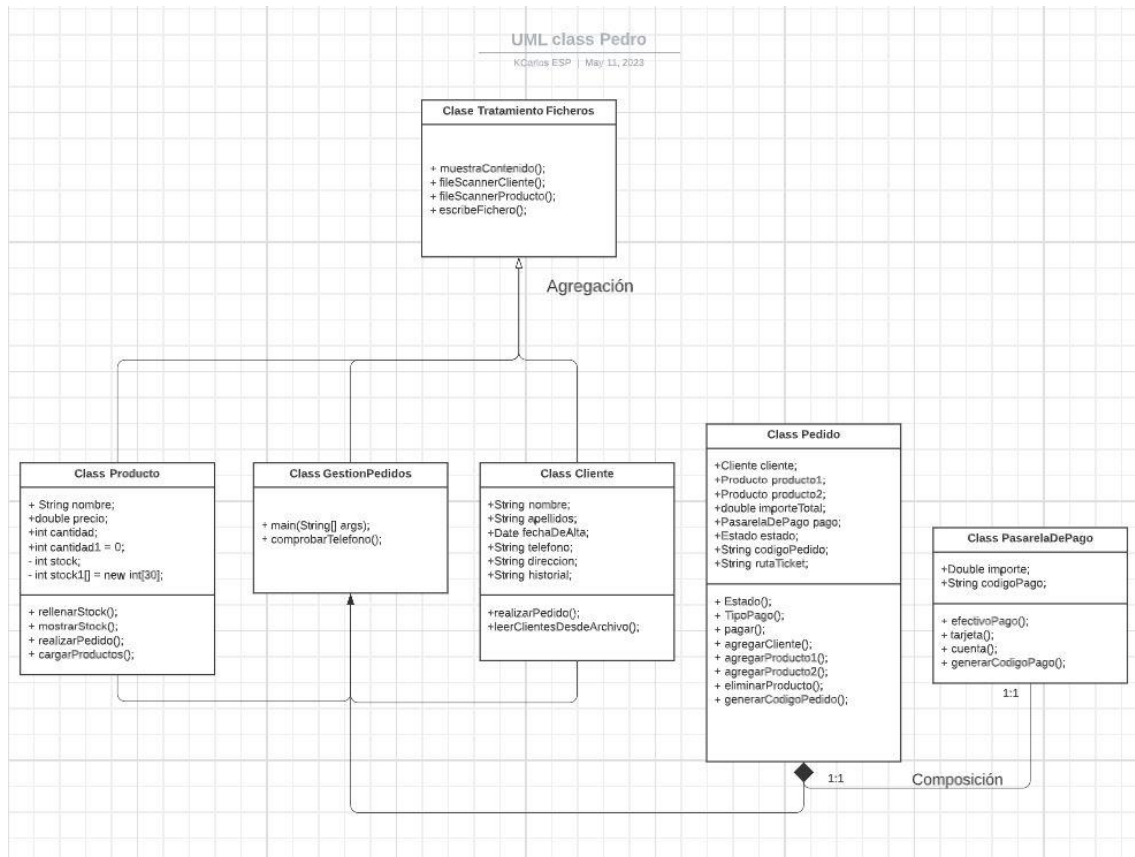 UML class Pedro
KCarlos ESP | May 11, 2023
Clase Tratamiento Ficheros
+ muestraContenido();
+ fileScannerCliente();
+ fileScannerProducto();
+ escribeFichero();
Agregación
Class Producto
+ String nombre;
+double precio;
+int cantidad;
+int cantidad1 = 0;
- int stock;
- int stock1[] = new int[30];
+ rellenarStock();
+ mostrarStock();
+ realizarPedido();
+ cargarProductos();
Class GestionPedidos
+ main(String[] args);
+ comprobarTelefono();
Class Cliente
+String nombre;
+String apellidos;
+Date fechaDeAlta;
+String telefono;
+String direccion;
+String historial;
+realizarPedido();
+leerClientesDesdeArchivo();
Class Pedido
+Cliente cliente;
+Producto producto1;
+Producto producto2;
+double importeTotal;
+PasarelaDePago pago;
+Estado estado;
+String codigoPedido;
+String rutaTicket;
+ Estado();
+ TipoPago();
+ pagar();
+ agregarCliente();
+ agregarProducto1();
+ agregarProducto2();
+ eliminarProducto();
+ generarCodigoPedido();
Class PasarelaDePago
+Double importe;
+String codigoPago;
+ efectivoPago();
+ tarjeta();
+ cuenta();
+ generarCodigoPago();
1:1
1:1
Composición